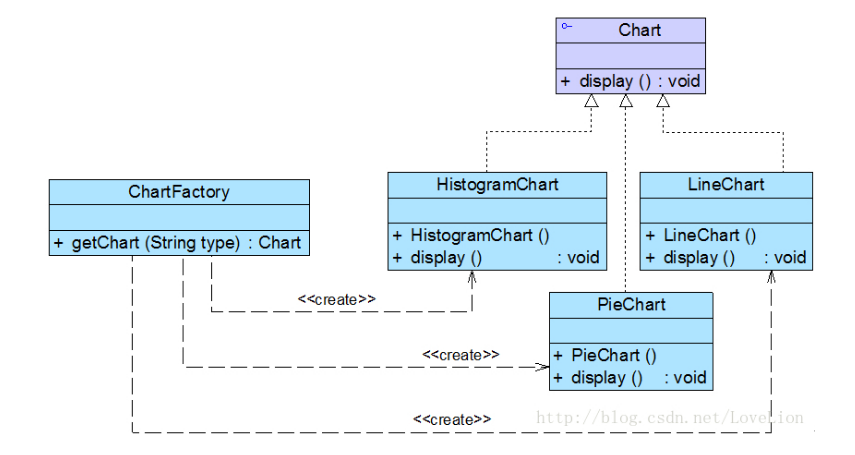 Chart
+ display () : void
ChartFactory
+ getChart (String type) : Chart
HistogramChart
+ HistogramChart ()
+ display () : void
LineChart
+ LineChart ()
+ display () : void
<<create>>
PieChart
+ PieChart ()
+ display () : void
<<create>>
<<create>>
http://blog.csdn.net/LoveLion